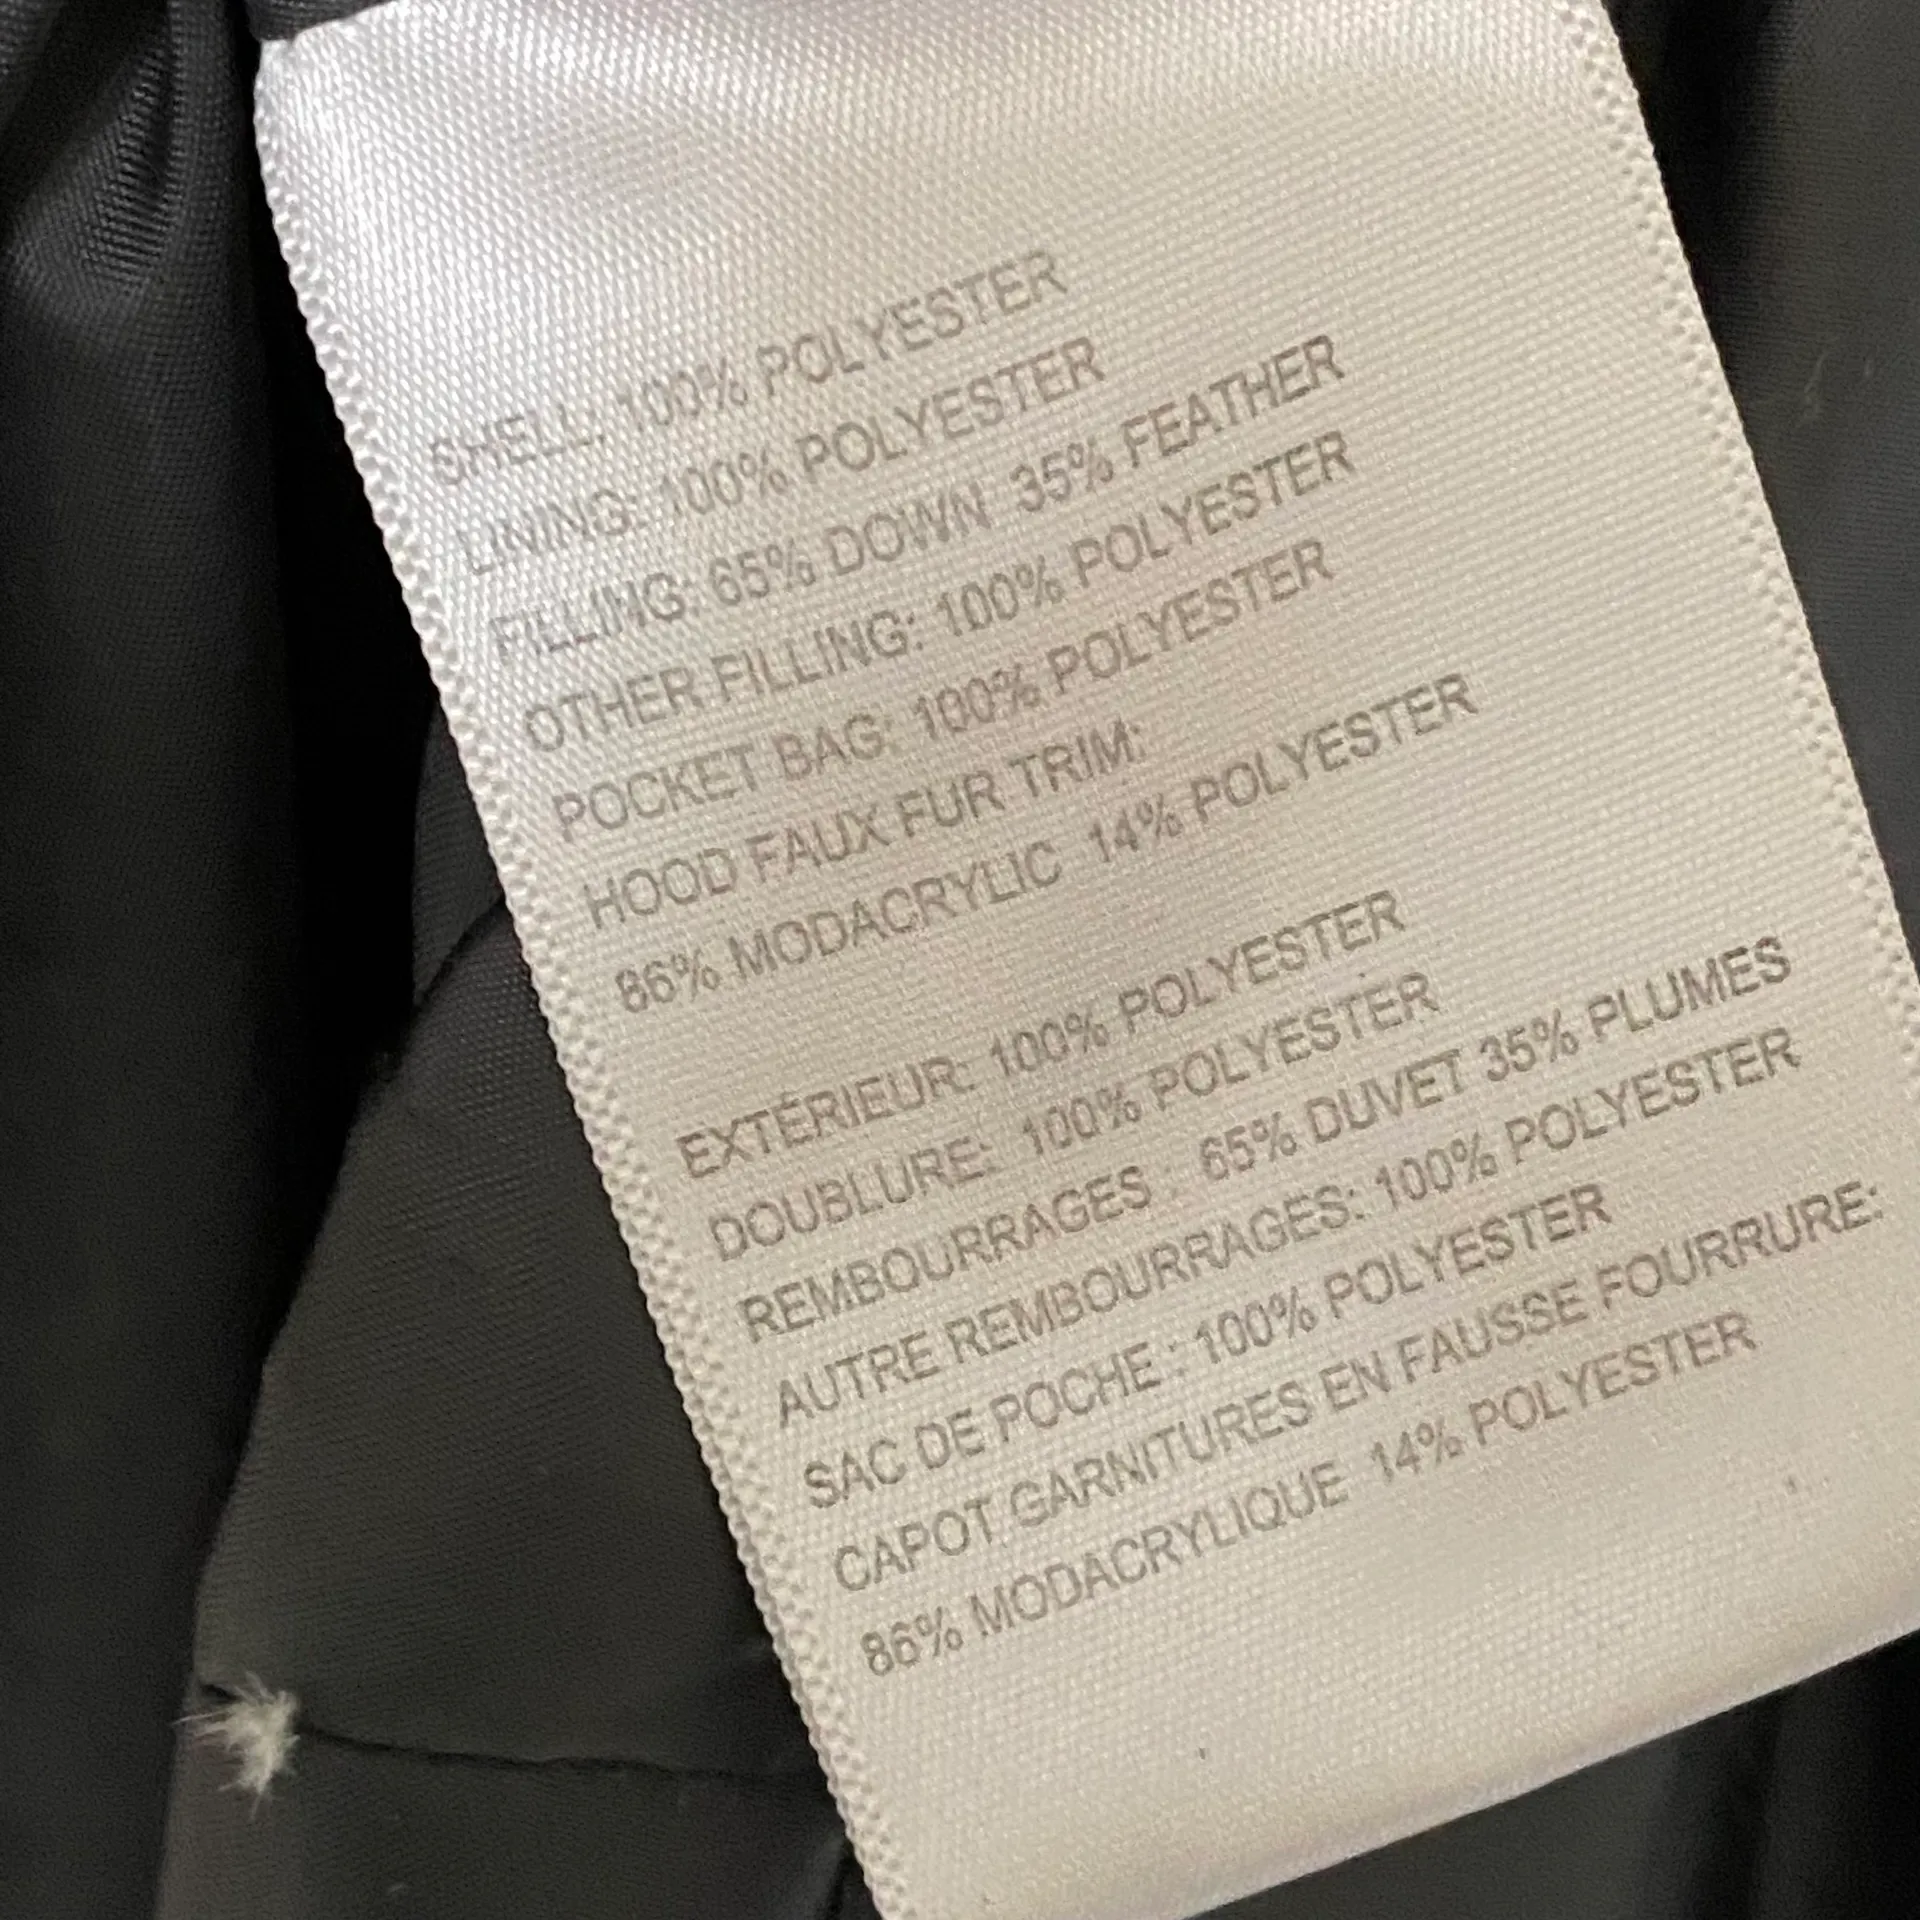 SHELL: 100% POLYESTER
LINING: 100% POLYESTER
FILLING: 65% DOWN 35% FEATHER
OTHER FILLING: 100% POLYESTER
POCKET BAG: 100% POLYESTER
HOOD FAUX FUR TRIM:
86% MODACRYLIC 14% POLYESTER
EXTÉRIEUR: 100% POLYESTER
DOUBLURE: 100% POLYESTER
REMBOURRAGES : 65% DUVET 35% PLUMES
AUTRE REMBOURRAGES: 100% POLYESTER
SAC DE POCHE : 100% POLYESTER
CAPOT GARNITURES EN FAUSSE FOURRURE:
86% MODACRYLIQUE 14% POLYESTER